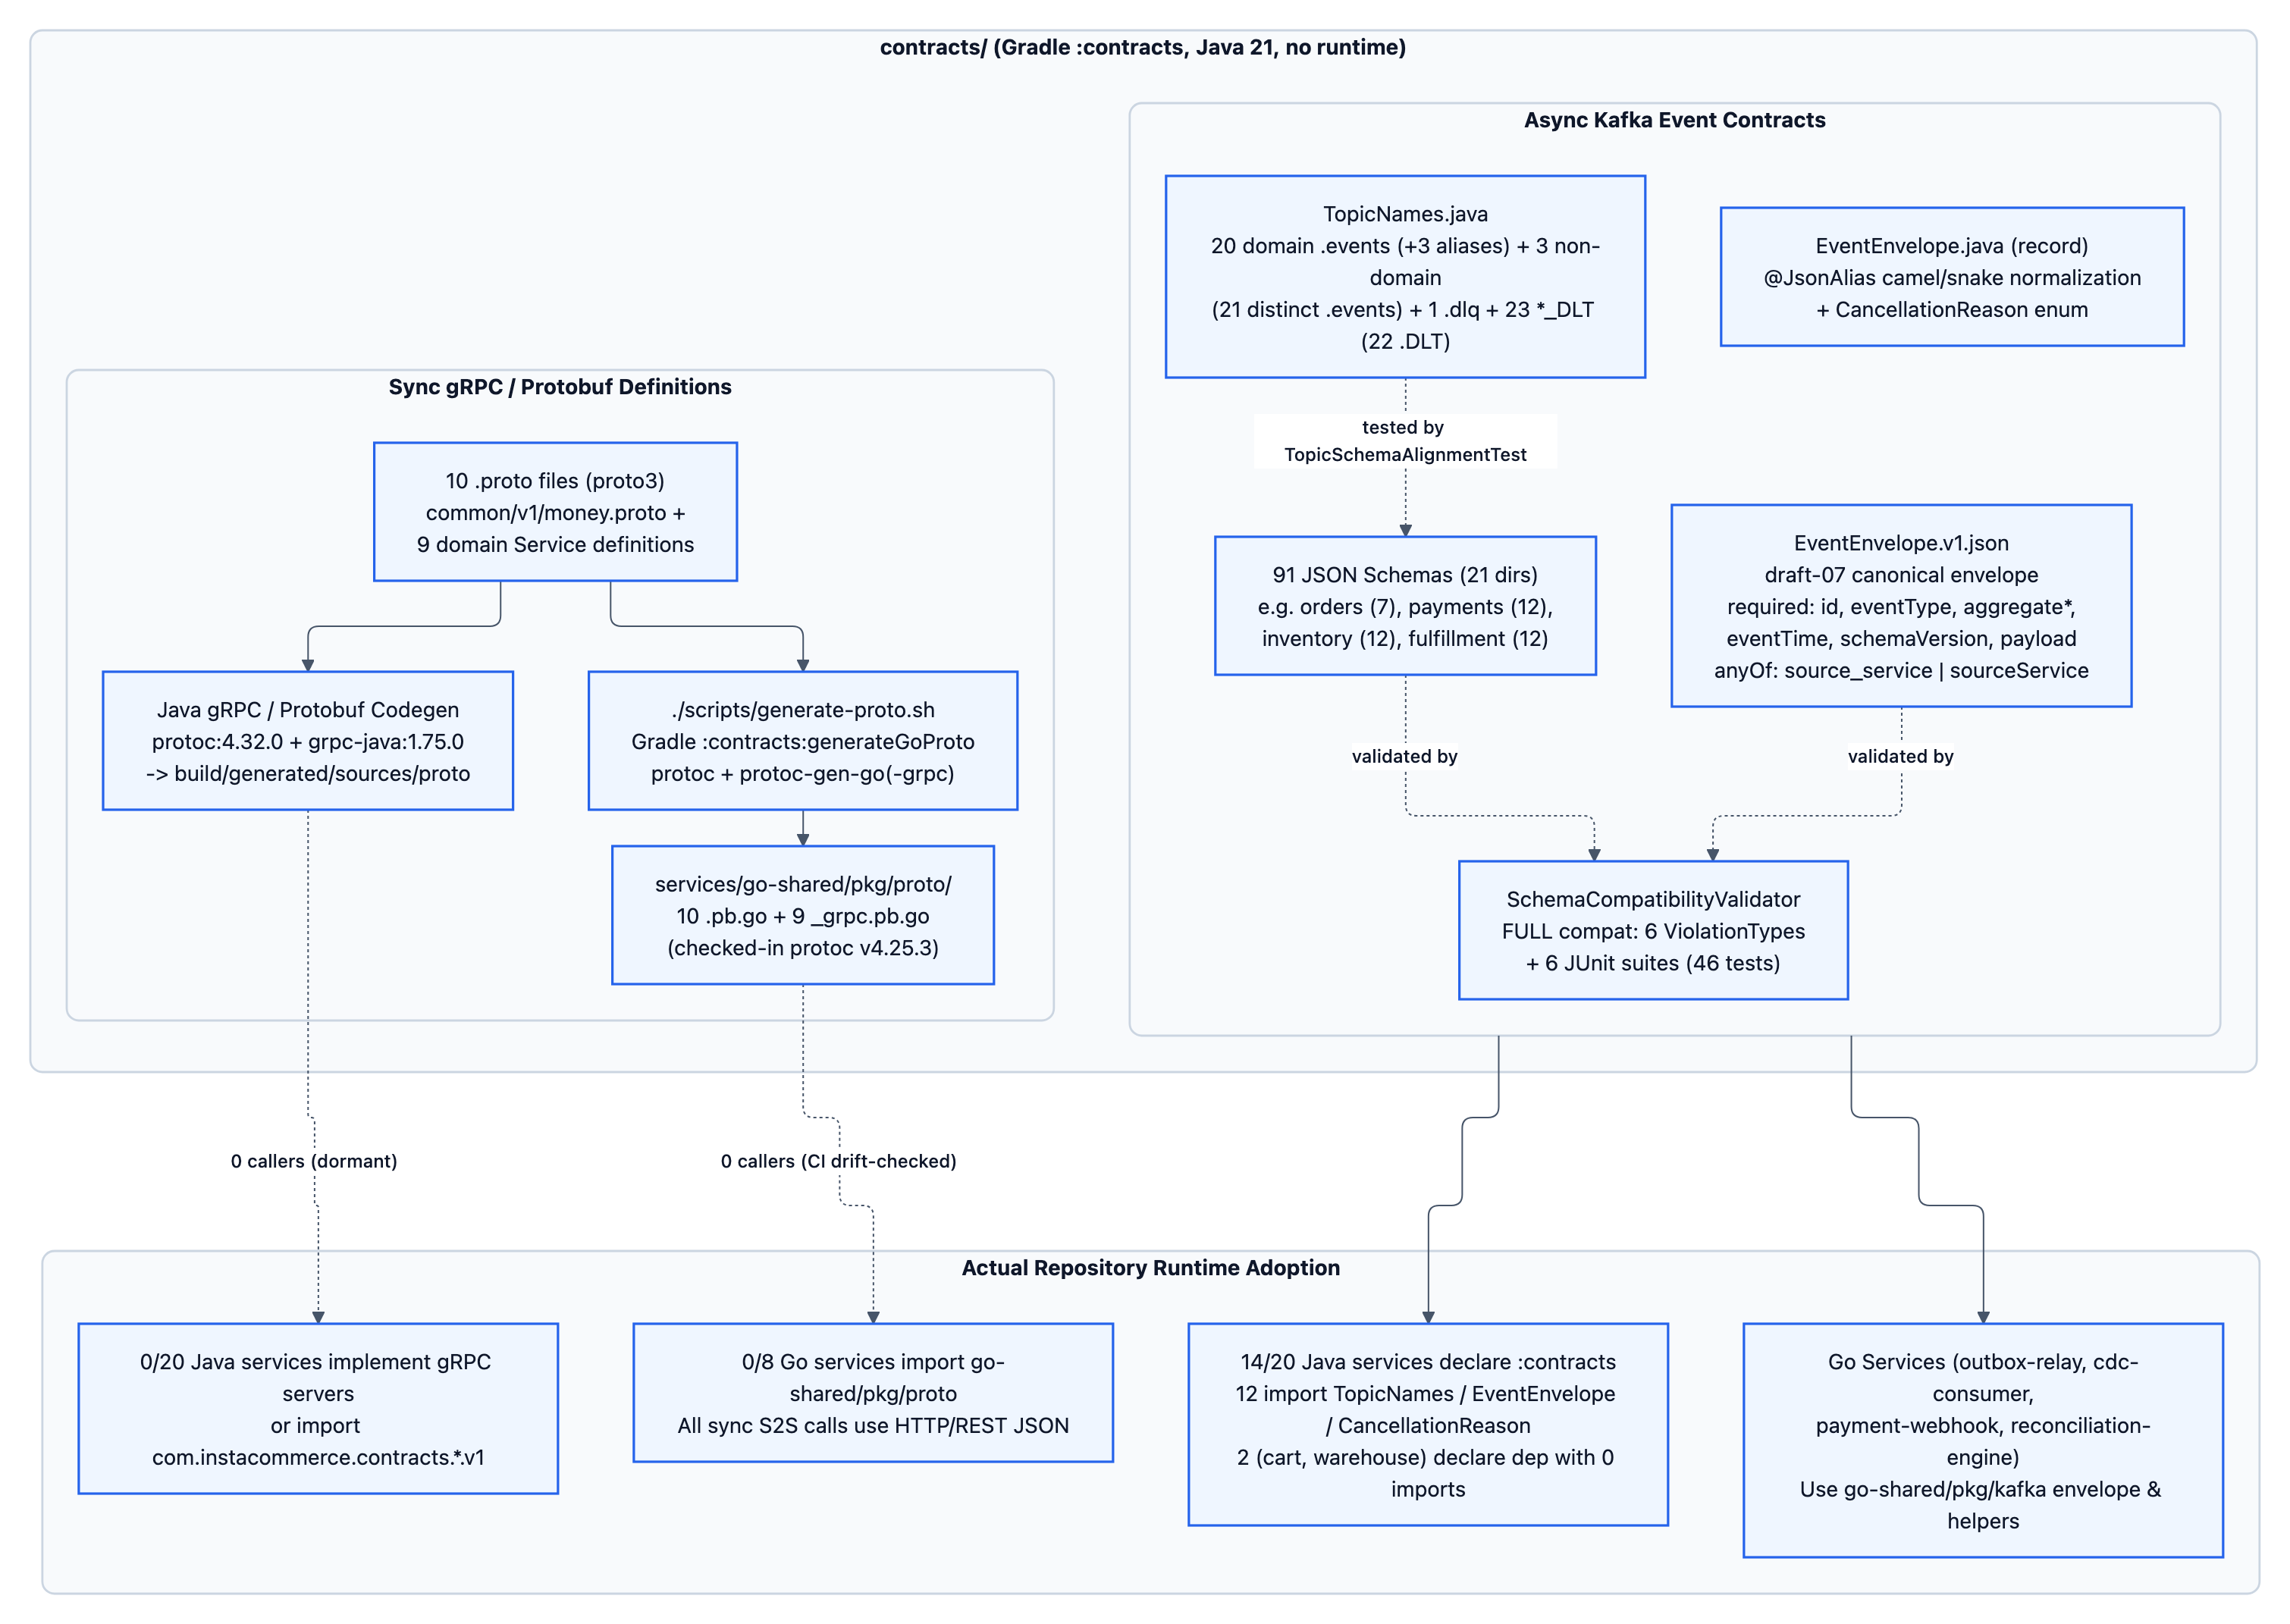 contracts/ (Gradle :contracts, Java 21, no runtime)
Async Kafka Event Contracts
TopicNames.java
20 domain .events (+3 aliases) + 3 non-
domain
(21 distinct .events) + 1 .dlq + 23 *_DLT
(22 .DLT)
EventEnvelope.java (record)
@JsonAlias camel/snake normalization
+ CancellationReason enum
tested by
TopicSchemaAlignmentTest
91 JSON Schemas (21 dirs)
e.g. orders (7), payments (12),
inventory (12), fulfillment (12)
EventEnvelope.v1.json
draft-07 canonical envelope
required: id, eventType, aggregate*,
eventTime, schemaVersion, payload
anyOf: source_service | sourceService
validated by
validated by
SchemaCompatibilityValidator
FULL compat: 6 ViolationTypes
+ 6 JUnit suites (46 tests)
Sync gRPC / Protobuf Definitions
10 .proto files (proto3)
common/v1/money.proto +
9 domain Service definitions
Java gRPC / Protobuf Codegen
protoc:4.32.0 + grpc-java:1.75.0
-> build/generated/sources/proto
./scripts/generate-proto.sh
Gradle :contracts:generateGoProto
protoc + protoc-gen-go(-grpc)
services/go-shared/pkg/proto/
10 .pb.go + 9 _grpc.pb.go
(checked-in protoc v4.25.3)
0 callers (dormant)
0 callers (CI drift-checked)
Actual Repository Runtime Adoption
0/20 Java services implement gRPC
servers
or import
com.instacommerce.contracts.*.v1
0/8 Go services import go-
shared/pkg/proto
All sync S2S calls use HTTP/REST JSON
14/20 Java services declare :contracts
12 import TopicNames / EventEnvelope
/ CancellationReason
2 (cart, warehouse) declare dep with 0
imports
Go Services (outbox-relay, cdc-
consumer,
payment-webhook, reconciliation-
engine)
Use go-shared/pkg/kafka envelope &
helpers